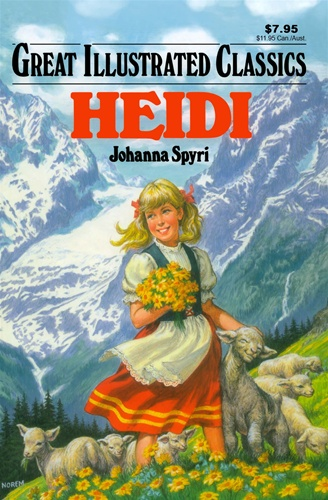 $7.95
$11.95 Can./Aust.
GREAT ILLUSTRATED CLASSICS
HEIDI
Johanna Spyri
NOREM